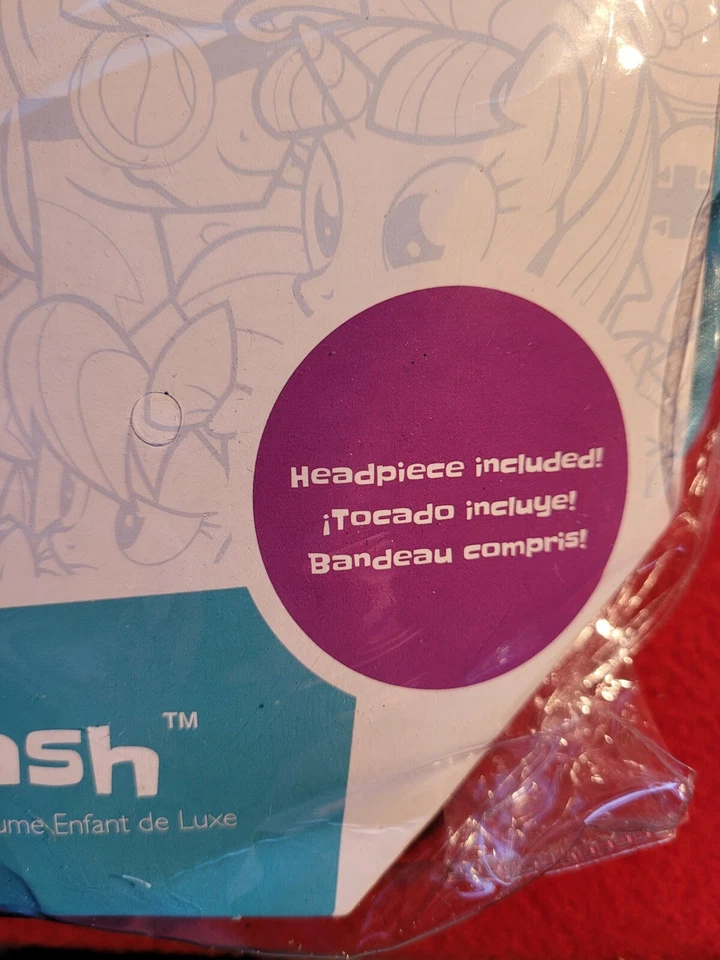 Headpiece included!
¡Tocado incluye!
Bandeau compris!
ash™
ume Enfant de Luxe